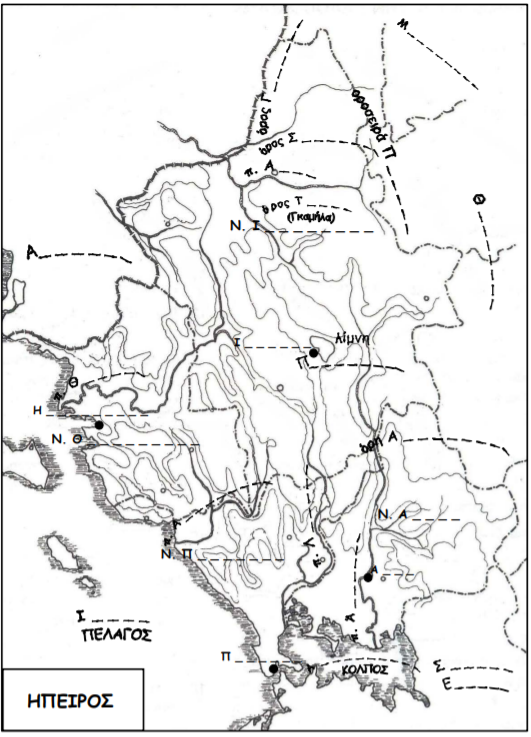 Μ
όρος Γ
οροσειρά Π
όρος Σ
π. Α
όρος Τ
(Γκαμήλα)
Θ
Ν. Ι
Α
λίμνη
Ι
Π
π. Θ
Η
Ν. Θ
όρη Α
Ν. Α
π. Α
Ν. Π
π. Λ
Α
π. Α
Ι
ΠΕΛΑΓΟΣ
Π
Α ΚΟΛΠΟΣ
Σ
Ε
ΗΠΕΙΡΟΣ